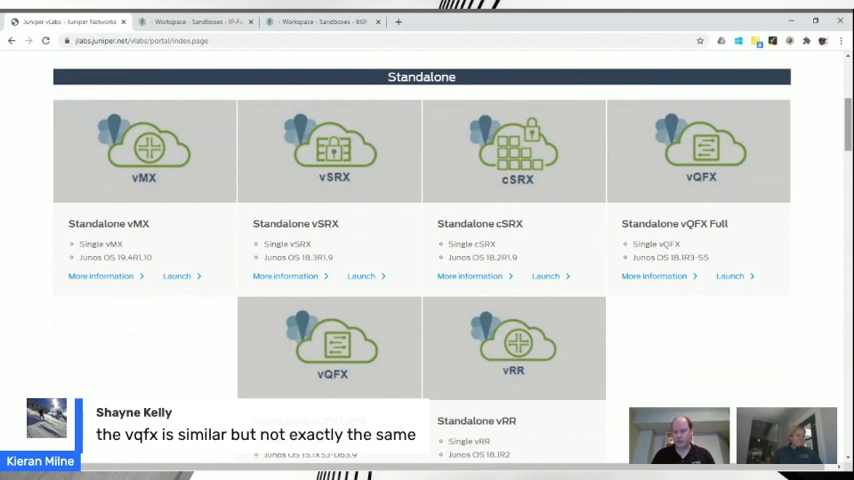 Juniper vLabs - Juniper Networks
Workspace - Sandboxes - IP-Fa
Workspace - Sandboxes - BGP
jlabs.juniper.net/vlabs/portal/index.page
Standalone
vMX
vSRX
cSRX
vQFX
Standalone vMX
Single vMX
Junos OS 19.4R1.10
More information
Launch
Standalone vSRX
Single vSRX
Junos OS 18.3R1.9
More information
Launch
Standalone cSRX
Single cSRX
Junos OS 18.2R1.9
More information
Launch
Standalone vQFX Full
Single vQFX
Junos OS 18.1R3-S5
More information
Launch
vQFX
vRR
Standalone vRR
Single vRR
Junos OS 18.1R2
Shayne Kelly
the vqfx is similar but not exactly the same
Kieran Milne